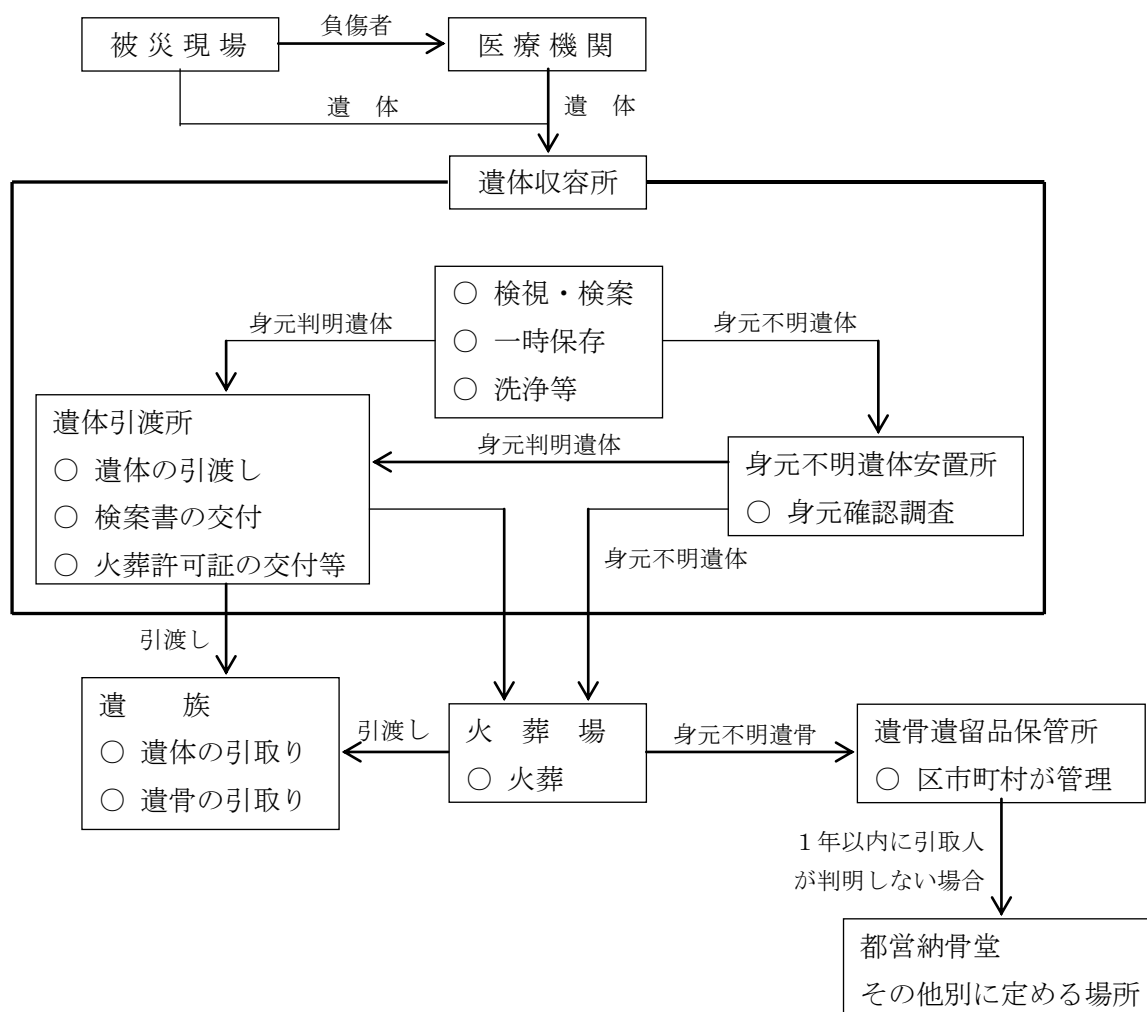 被災現場
負傷者
医療機関
遺体
遺体
遺体収容所
○ 検視・検案
○ 一時保存
○ 洗浄等
身元判明遺体
身元不明遺体
遺体引渡所
○ 遺体の引渡し
○ 検案書の交付
○ 火葬許可証の交付等
身元判明遺体
身元不明遺体安置所
○ 身元確認調査
身元不明遺体
引渡し
遺族
○ 遺体の引取り
○ 遺骨の引取り
引渡し
火葬場
○ 火葬
身元不明遺骨
遺骨遺留品保管所
○ 区市町村が管理
１年以内に引取人
が判明しない場合
都営納骨堂
その他別に定める場所